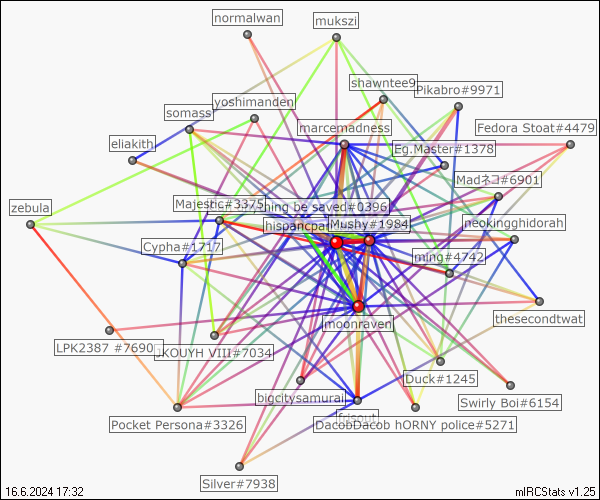 normalwan
mukszi
shawntee9
Pikabro#9971
yoshimanden
somass
marcemadness
Fedora Stoat#4479
eliakith
Eg.Master#1378
Madネコ#6901
zebula
Majestic#3375
hing be saved#0396
hispancpar
Mushy#1984
neokingghidorah
Cypha#1717
ming#4742
moonraven
thesecondtwat
LPK2387 #7690
KOUYH VIII#7034
Duck#1245
bigcitysamurai
Swirly Boi#6154
Pocket Persona#3326
frisout
DacobDacob hORNY police#5271
Silver#7938
16.6.2024 17:32
mIRCStats v1.25